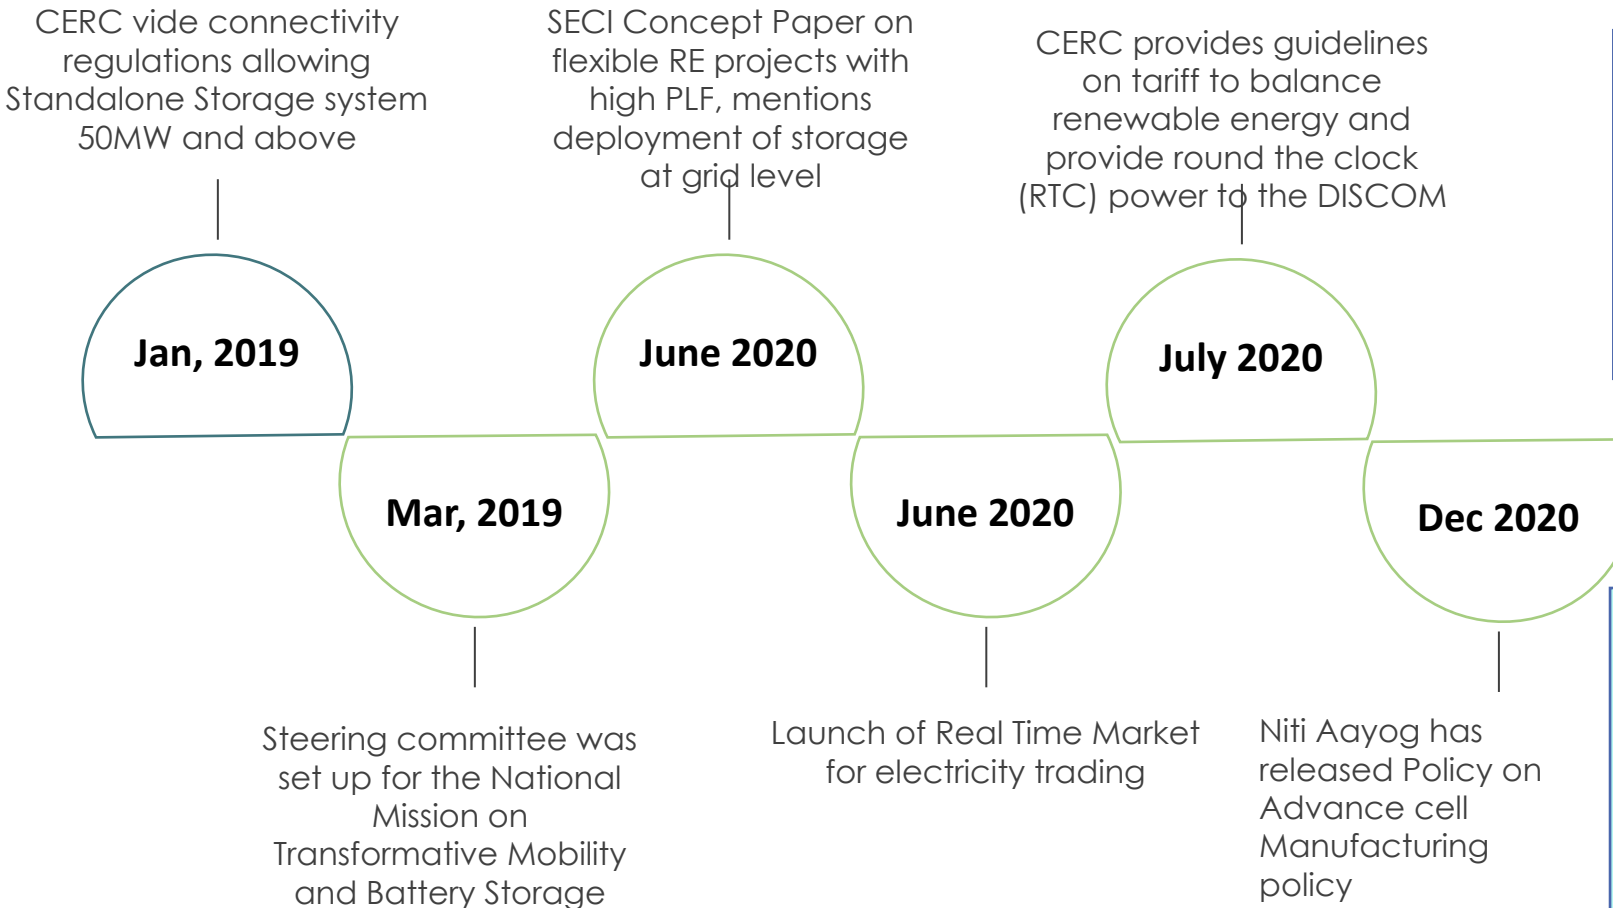 CERC vide connectivity
regulations allowing
Standalone Storage system
50MW and above
SECI Concept Paper on
flexible RE projects with
high PLF, mentions
deployment of storage
at grid level
CERC provides guidelines
on tariff to balance
renewable energy and
provide round the clock
(RTC) power to the DISCOM
Jan, 2019
June 2020
July 2020
Mar, 2019
June 2020
Dec 2020
Steering committee was
set up for the National
Mission on
Transformative Mobility
and Battery Storage
Launch of Real Time Market
for electricity trading
Niti Aayog has
released Policy on
Advance cell
Manufacturing
policy